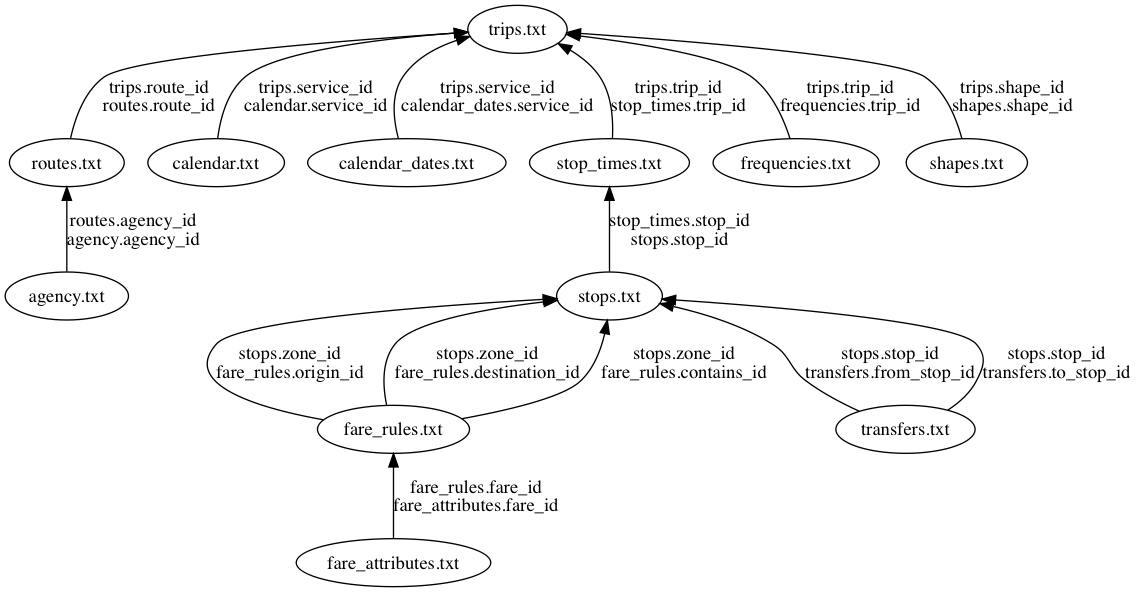 trips.txt
trips.route_id
routes.route_id
trips.service_id
calendar.service_id
trips.service_id
calendar_dates.service_id
trips.trip_id
stop_times.trip_id
trips.trip_id
frequencies.trip_id
trips.shape_id
shapes.shape_id
routes.txt
calendar.txt
calendar_dates.txt
stop_times.txt
frequencies.txt
shapes.txt
routes.agency_id
agency.agency_id
stop_times.stop_id
stops.stop_id
agency.txt
stops.txt
stops.zone_id
fare_rules.origin_id
stops.zone_id
fare_rules.destination_id
stops.zone_id
fare_rules.contains_id
stops.stop_id
transfers.from_stop_id
stops.stop_id
transfers.to_stop_id
fare_rules.txt
transfers.txt
fare_rules.fare_id
fare_attributes.fare_id
fare_attributes.txt